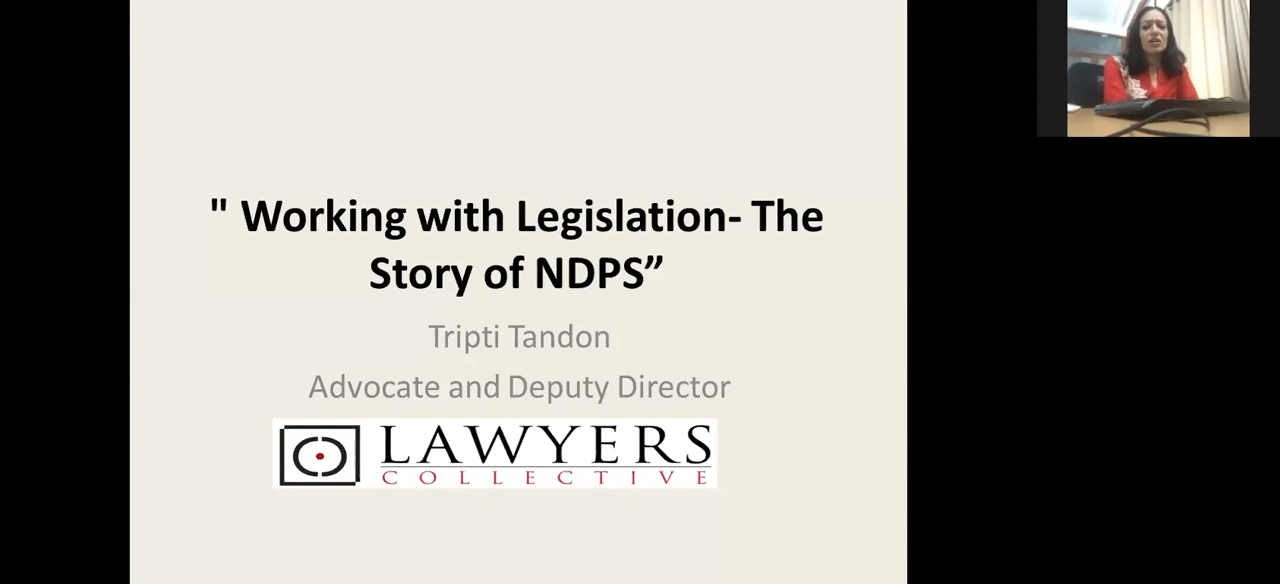 " Working with Legislation- The
Story of NDPS”
Tripti Tandon
Advocate and Deputy Director
LAWYERS
COLLECTIVE